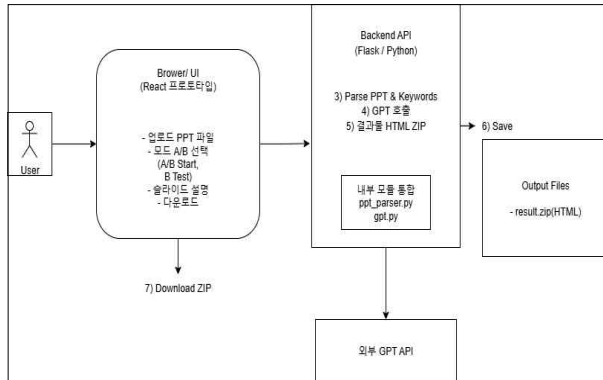 User
Brower/ UI
(React 프로토타입)
- 업로드 PPT 파일
- 모드 A/B 선택
(A/B Start,
B Test)
- 슬라이드 설명
- 다운로드
7) Download ZIP
Backend API
(Flask / Python)
3) Parse PPT & Keywords
4) GPT 호출
5) 결과물 HTML ZIP
내부 모듈 통합
ppt_parser.py
gpt.py
외부 GPT API
6) Save
Output Files
- result.zip(HTML)